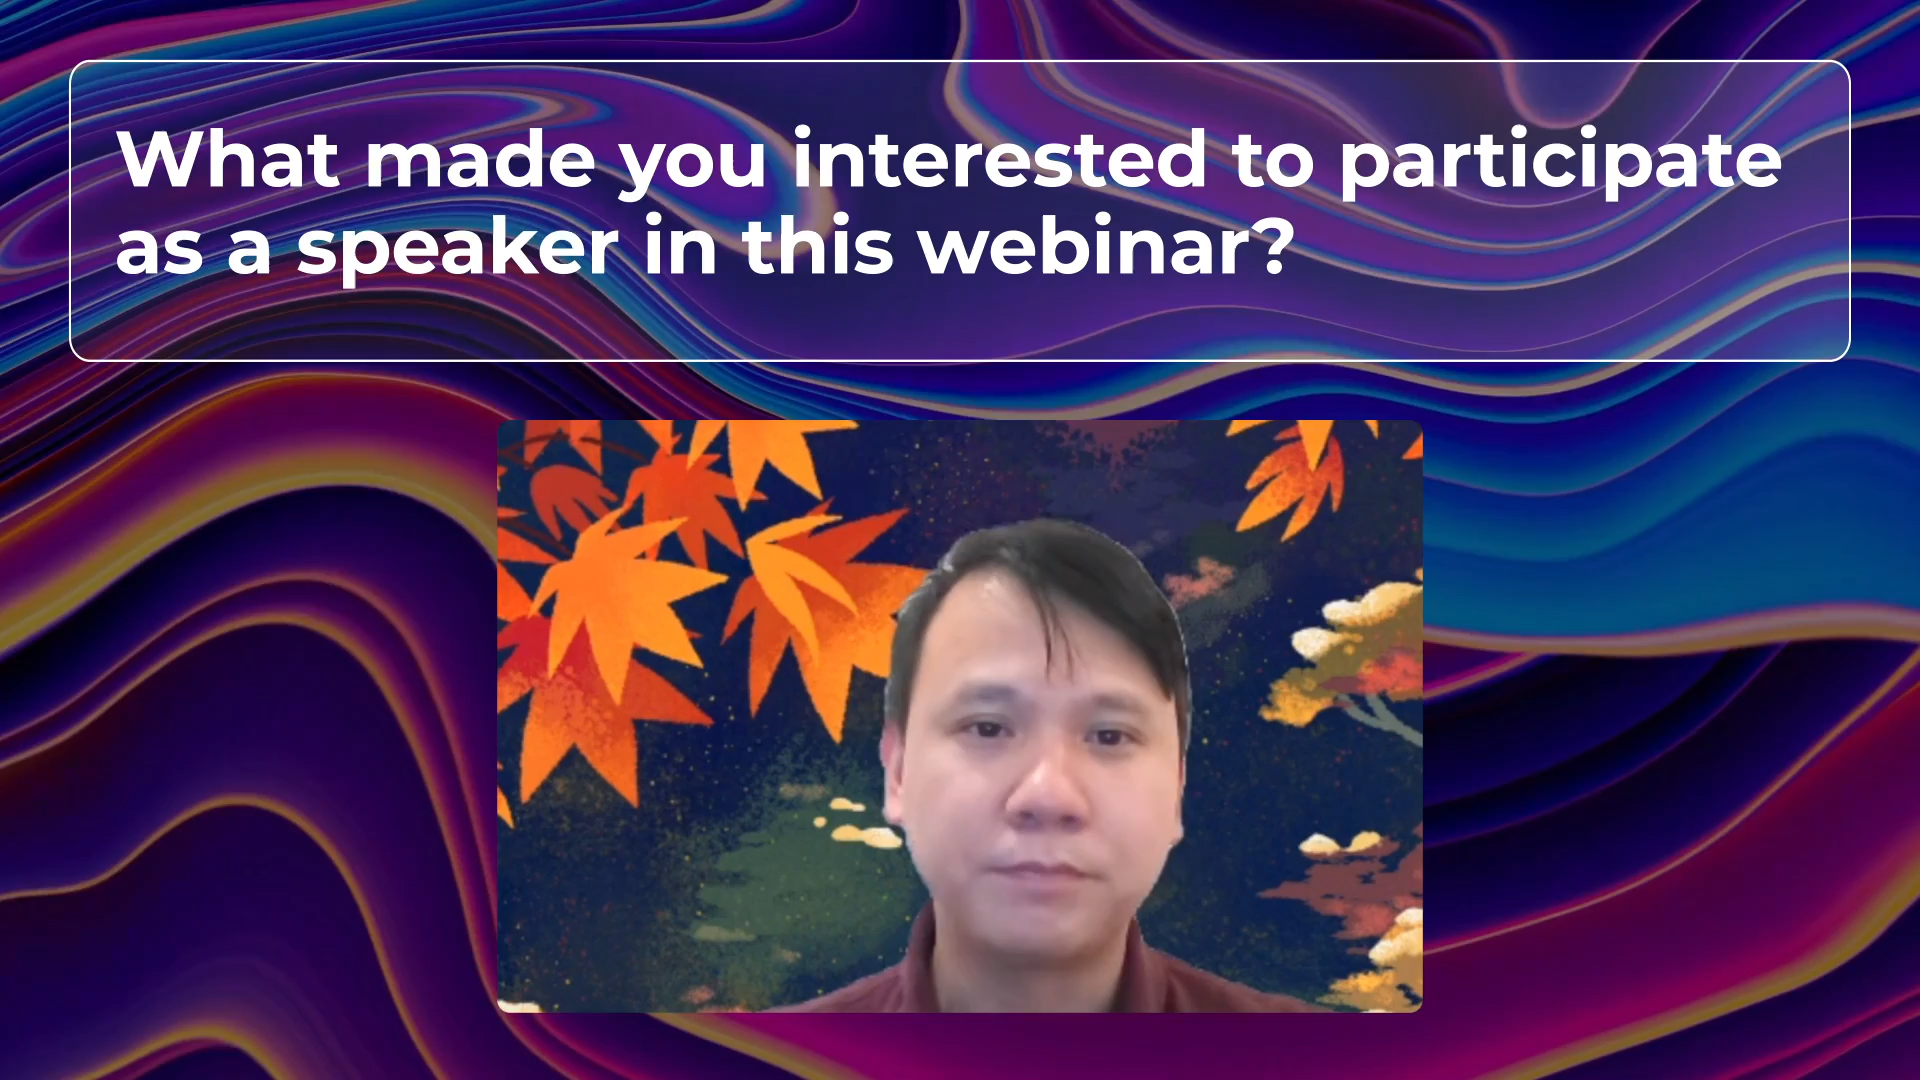 What made you interested to participate
as a speaker in this webinar?